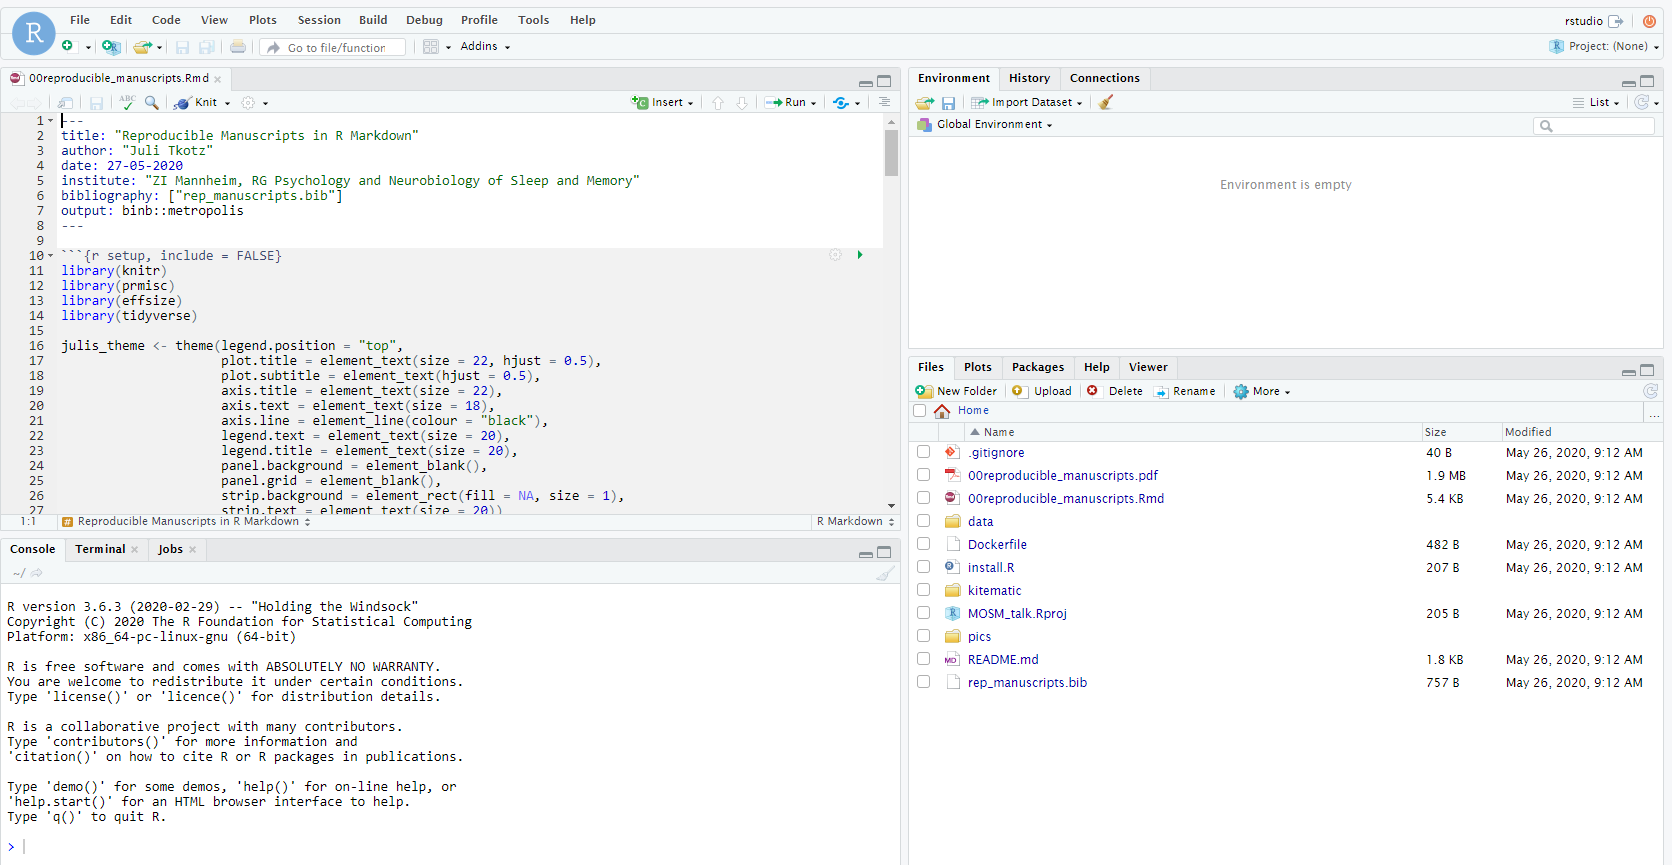 R
File Edit Code View Plots Session Build Debug Profile Tools Help
rstudio
Go to file/function
Addins
Project: (None)
00reproducible_manuscripts.Rmd
ABC
Knit
Insert
Run
1 ---
2 title: "Reproducible Manuscripts in R Markdown"
3 author: "Juli Tkotz"
4 date: 27-05-2020
5 institute: "ZI Mannheim, RG Psychology and Neurobiology of Sleep and Memory"
6 bibliography: ["rep_manuscripts.bib"]
7 output: binb::metropolis
8 ---
9
10 ```{r setup, include = FALSE}
11 library(knitr)
12 library(prmisc)
13 library(effsize)
14 library(tidyverse)
15
16 julis_theme <- theme(legend.position = "top",
17 plot.title = element_text(size = 22, hjust = 0.5),
18 plot.subtitle = element_text(hjust = 0.5),
19 axis.title = element_text(size = 22),
20 axis.text = element_text(size = 18),
21 axis.line = element_line(colour = "black"),
22 legend.text = element_text(size = 20),
23 legend.title = element_text(size = 20),
24 panel.background = element_blank(),
25 panel.grid = element_blank(),
26 strip.background = element_rect(fill = NA, size = 1),
27 strip.text = element_text(size = 20))
1:1 # Reproducible Manuscripts in R Markdown R Markdown
Console Terminal Jobs
~/
R version 3.6.3 (2020-02-29) -- "Holding the Windsock"
Copyright (C) 2020 The R Foundation for Statistical Computing
Platform: x86_64-pc-linux-gnu (64-bit)
R is free software and comes with ABSOLUTELY NO WARRANTY.
You are welcome to redistribute it under certain conditions.
Type 'license()' or 'licence()' for distribution details.
R is a collaborative project with many contributors.
Type 'contributors()' for more information and
'citation()' on how to cite R or R packages in publications.
Type 'demo()' for some demos, 'help()' for on-line help, or
'help.start()' for an HTML browser interface to help.
Type 'q()' to quit R.
>
Environment History Connections
Import Dataset
List
Global Environment
Environment is empty
Files Plots Packages Help Viewer
New Folder Upload Delete Rename More
Home
...
Name Size Modified
.gitignore 40 B May 26, 2020, 9:12 AM
00reproducible_manuscripts.pdf 1.9 MB May 26, 2020, 9:12 AM
00reproducible_manuscripts.Rmd 5.4 KB May 26, 2020, 9:12 AM
data
Dockerfile 482 B May 26, 2020, 9:12 AM
install.R 207 B May 26, 2020, 9:12 AM
kitematic
MOSM_talk.Rproj 205 B May 26, 2020, 9:12 AM
pics
MD README.md 1.8 KB May 26, 2020, 9:12 AM
rep_manuscripts.bib 757 B May 26, 2020, 9:12 AM